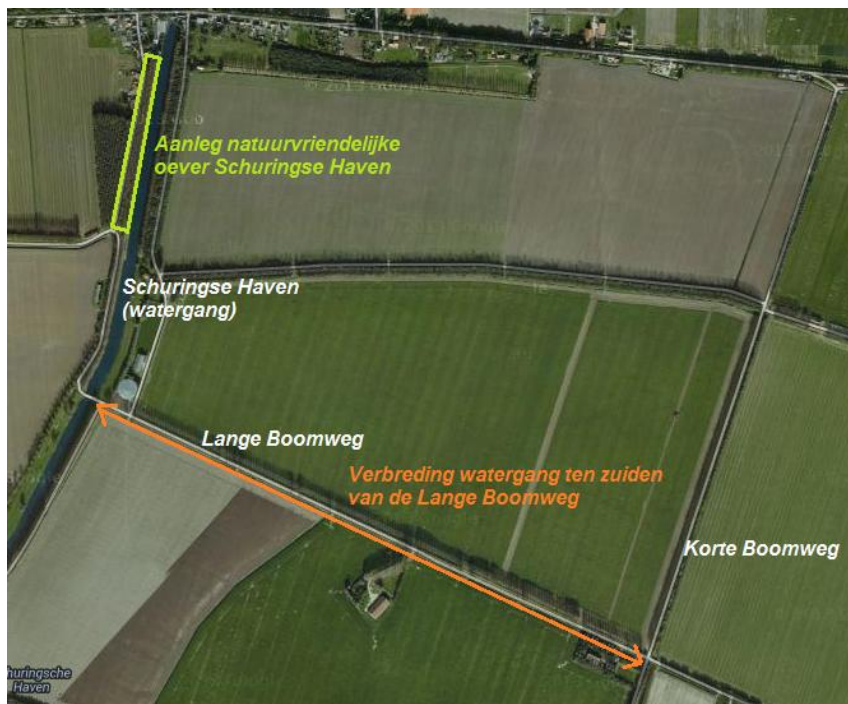 Aanleg natuurvriendelijke
oever Schuringse Haven
Schuringse Haven
(watergang)
Lange Boomweg
Verbreding watergang ten zuiden
van de Lange Boomweg
Korte Boomweg
huringsche
Haven